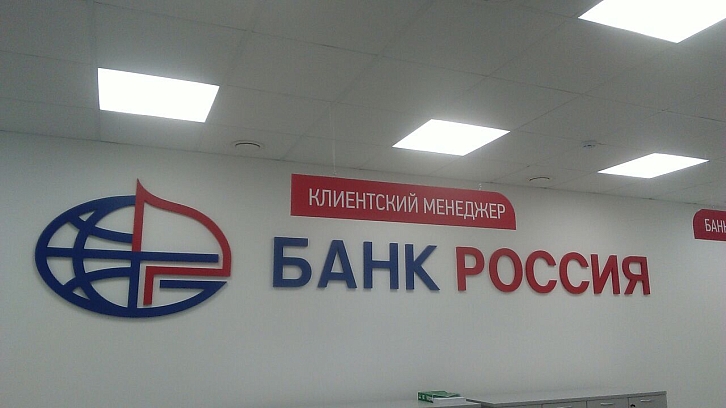 КЛИЕНТСКИЙ МЕНЕДЖЕР
БАНК РОССИЯ